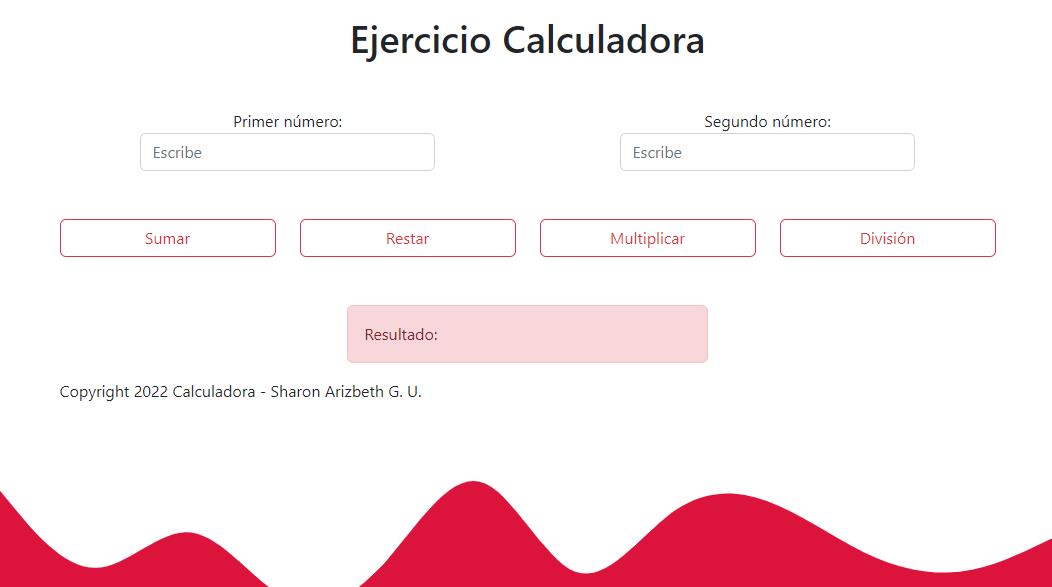 Ejercicio Calculadora
Primer número:
Segundo número:
Escribe
Escribe
Sumar
Restar
Multiplicar
División
Resultado:
Copyright 2022 Calculadora - Sharon Arizbeth G. U.